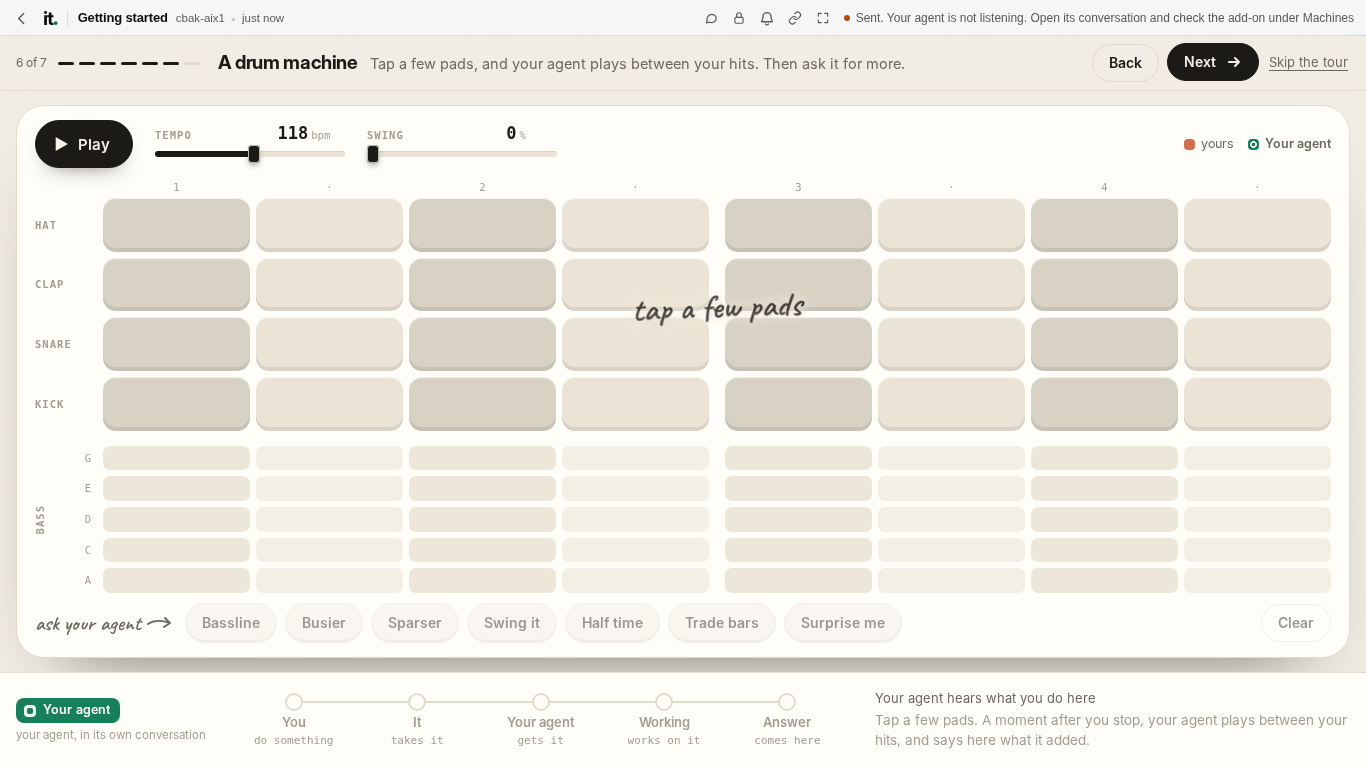 it.
Getting started cbak-aix1 • just now
Sent. Your agent is not listening. Open its conversation and check the add-on under Machines
6 of 7
A drum machine
Tap a few pads, and your agent plays between your hits. Then ask it for more.
Back
Next →
Skip the tour
Play
TEMPO 118 bpm
SWING 0 %
yours
Your agent
1 · 2 · 3 · 4 ·
HAT
CLAP
tap a few pads
SNARE
KICK
BASS
G
E
D
C
A
ask your agent
Bassline
Busier
Sparser
Swing it
Half time
Trade bars
Surprise me
Clear
Your agent
your agent, in its own conversation
You
do something
It
takes it
Your agent
gets it
Working
works on it
Answer
comes here
Your agent hears what you do here
Tap a few pads. A moment after you stop, your agent plays between your
hits, and says here what it added.